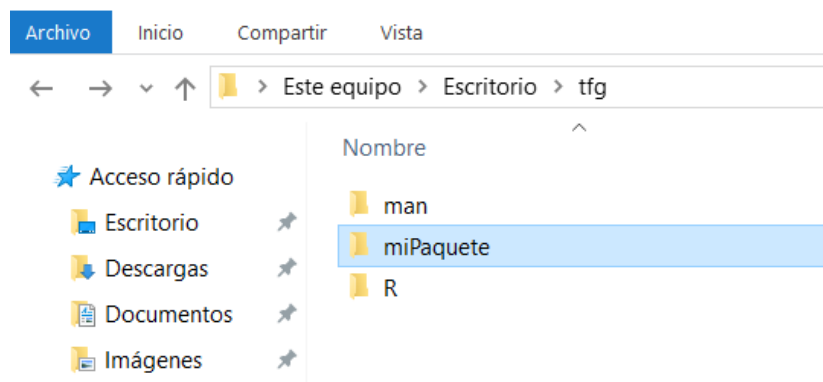 Archivo Inicio Compartir Vista
Este equipo > Escritorio > tfg
Nombre
Acceso rápido
Escritorio
Descargas
Documentos
Imágenes
man
miPaquete
R